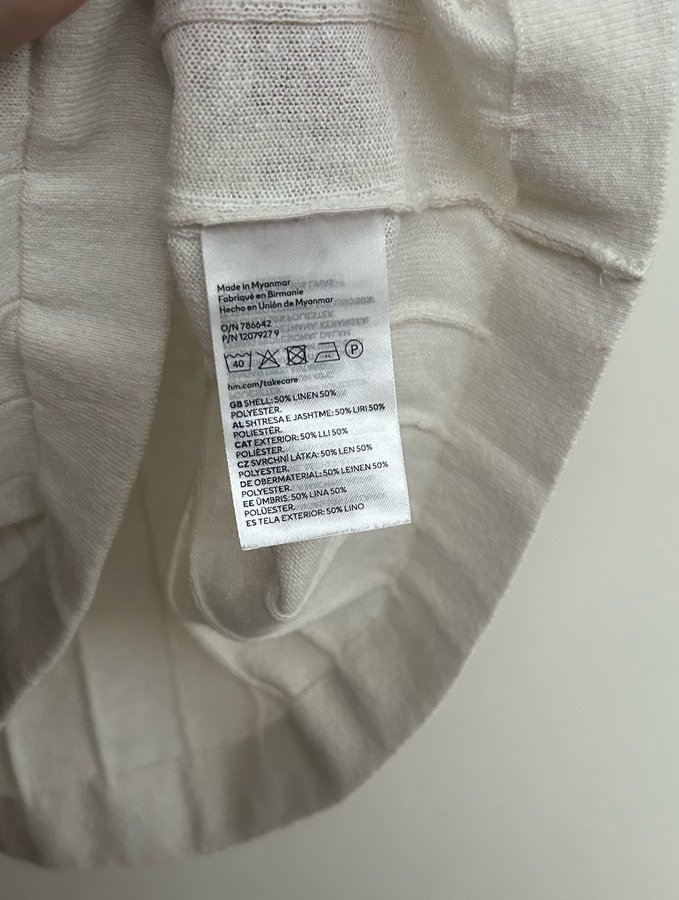 Made in Myanmar
Fabriqué en Birmanie
Hecho en Unión de Myanmar
O/N 786642
P/N 1207927 9
40 P
hm.com/takecare
GB SHELL: 50% LINEN 50%
POLYESTER.
AL SHTRESA E JASHTME: 50% LIRI 50%
POLIESTËR.
CAT EXTERIOR: 50% LLI 50%
POLIÈSTER.
CZ SVRCHNÍ LÁTKA: 50% LEN 50%
POLYESTER.
DE OBERMATERIAL: 50% LEINEN 50%
POLYESTER.
EE ÜMBRIS: 50% LINA 50%
POLÜESTER.
ES TELA EXTERIOR: 50% LINO